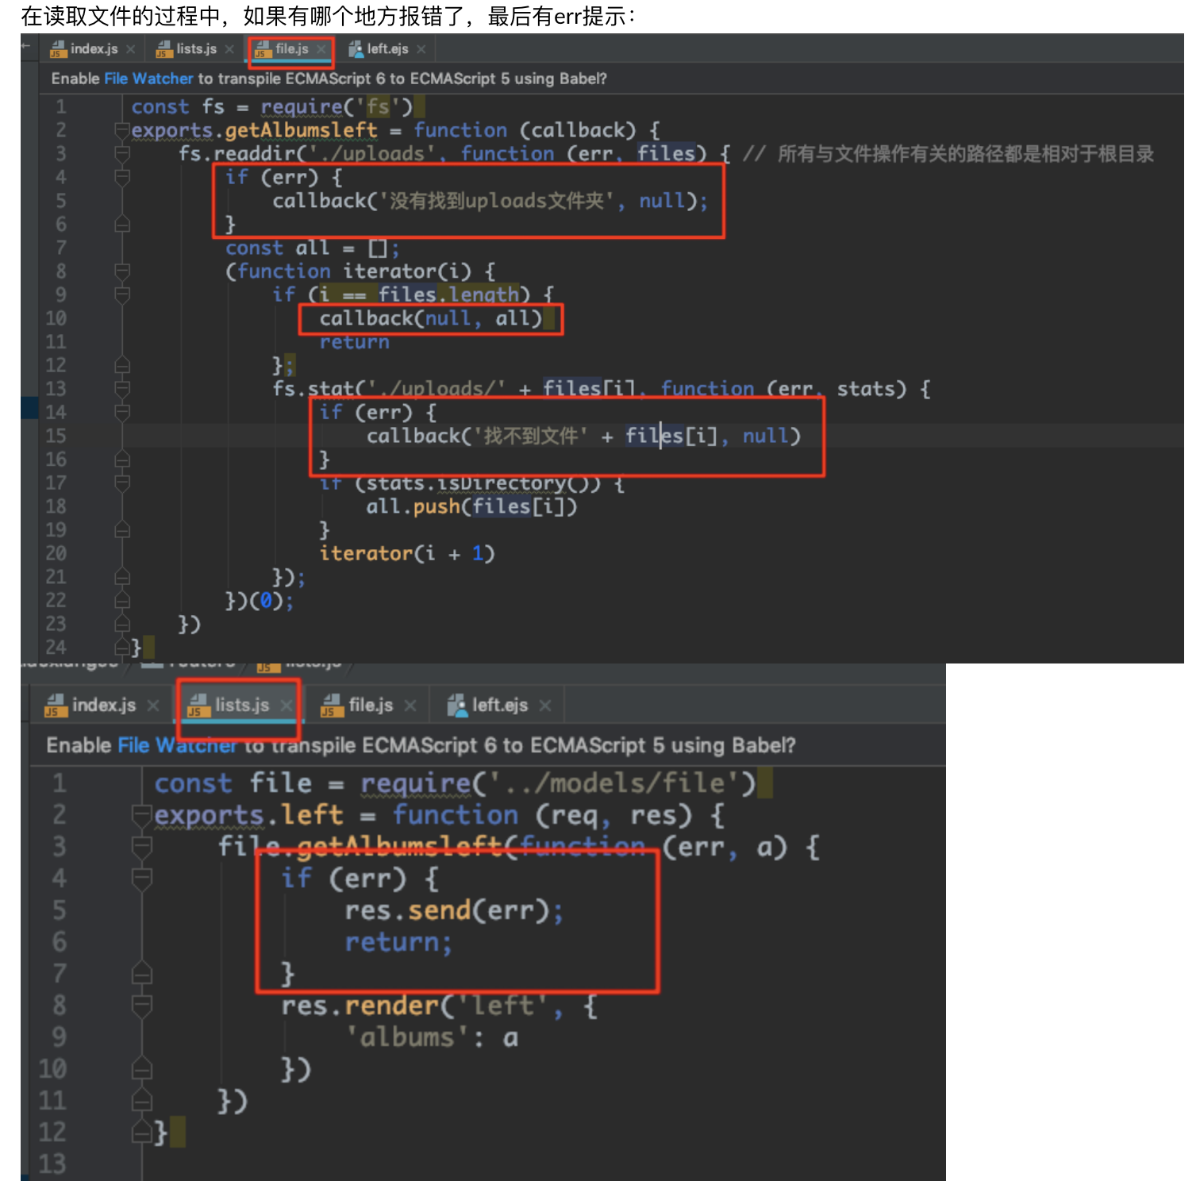 在读取文件的过程中，如果有哪个地方报错了，最后有err提示：
index.js × lists.js × file.js × left.ejs ×
Enable File Watcher to transpile ECMAScript 6 to ECMAScript 5 using Babel?
1 const fs = require('fs')
2 exports.getAlbumsleft = function (callback) {
3 fs.readdir('./uploads', function (err, files) { // 所有与文件操作有关的路径都是相对于根目录
4 if (err) {
5 callback('没有找到uploads文件夹', null);
6 }
7 const all = [];
8 (function iterator(i) {
9 if (i == files.length) {
10 callback(null, all)
11 return
12 };
13 fs.stat('./uploads/' + files[i], function (err, stats) {
14 if (err) {
15 callback('找不到文件' + files[i], null)
16 }
17 if (stats.isDirectory()) {
18 all.push(files[i])
19 }
20 iterator(i + 1)
21 });
22 })(0);
23 })
24 }
routers lists.js
index.js × lists.js × file.js × left.ejs ×
Enable File Watcher to transpile ECMAScript 6 to ECMAScript 5 using Babel?
1 const file = require('../models/file')
2 exports.left = function (req, res) {
3 file.getAlbumsleft(function (err, a) {
4 if (err) {
5 res.send(err);
6 return;
7 }
8 res.render('left', {
9 'albums': a
10 })
11 })
12 }
13